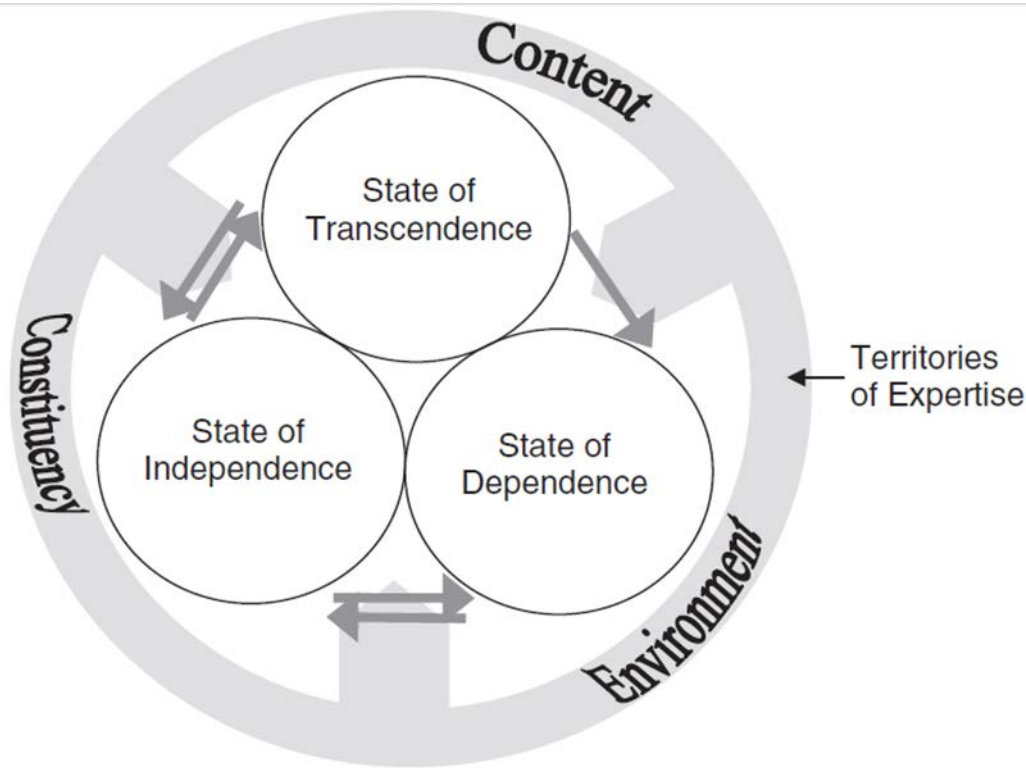 Content
State of
Transcendence
Constituency
Territories
of Expertise
State of
Independence
State of
Dependence
Environment